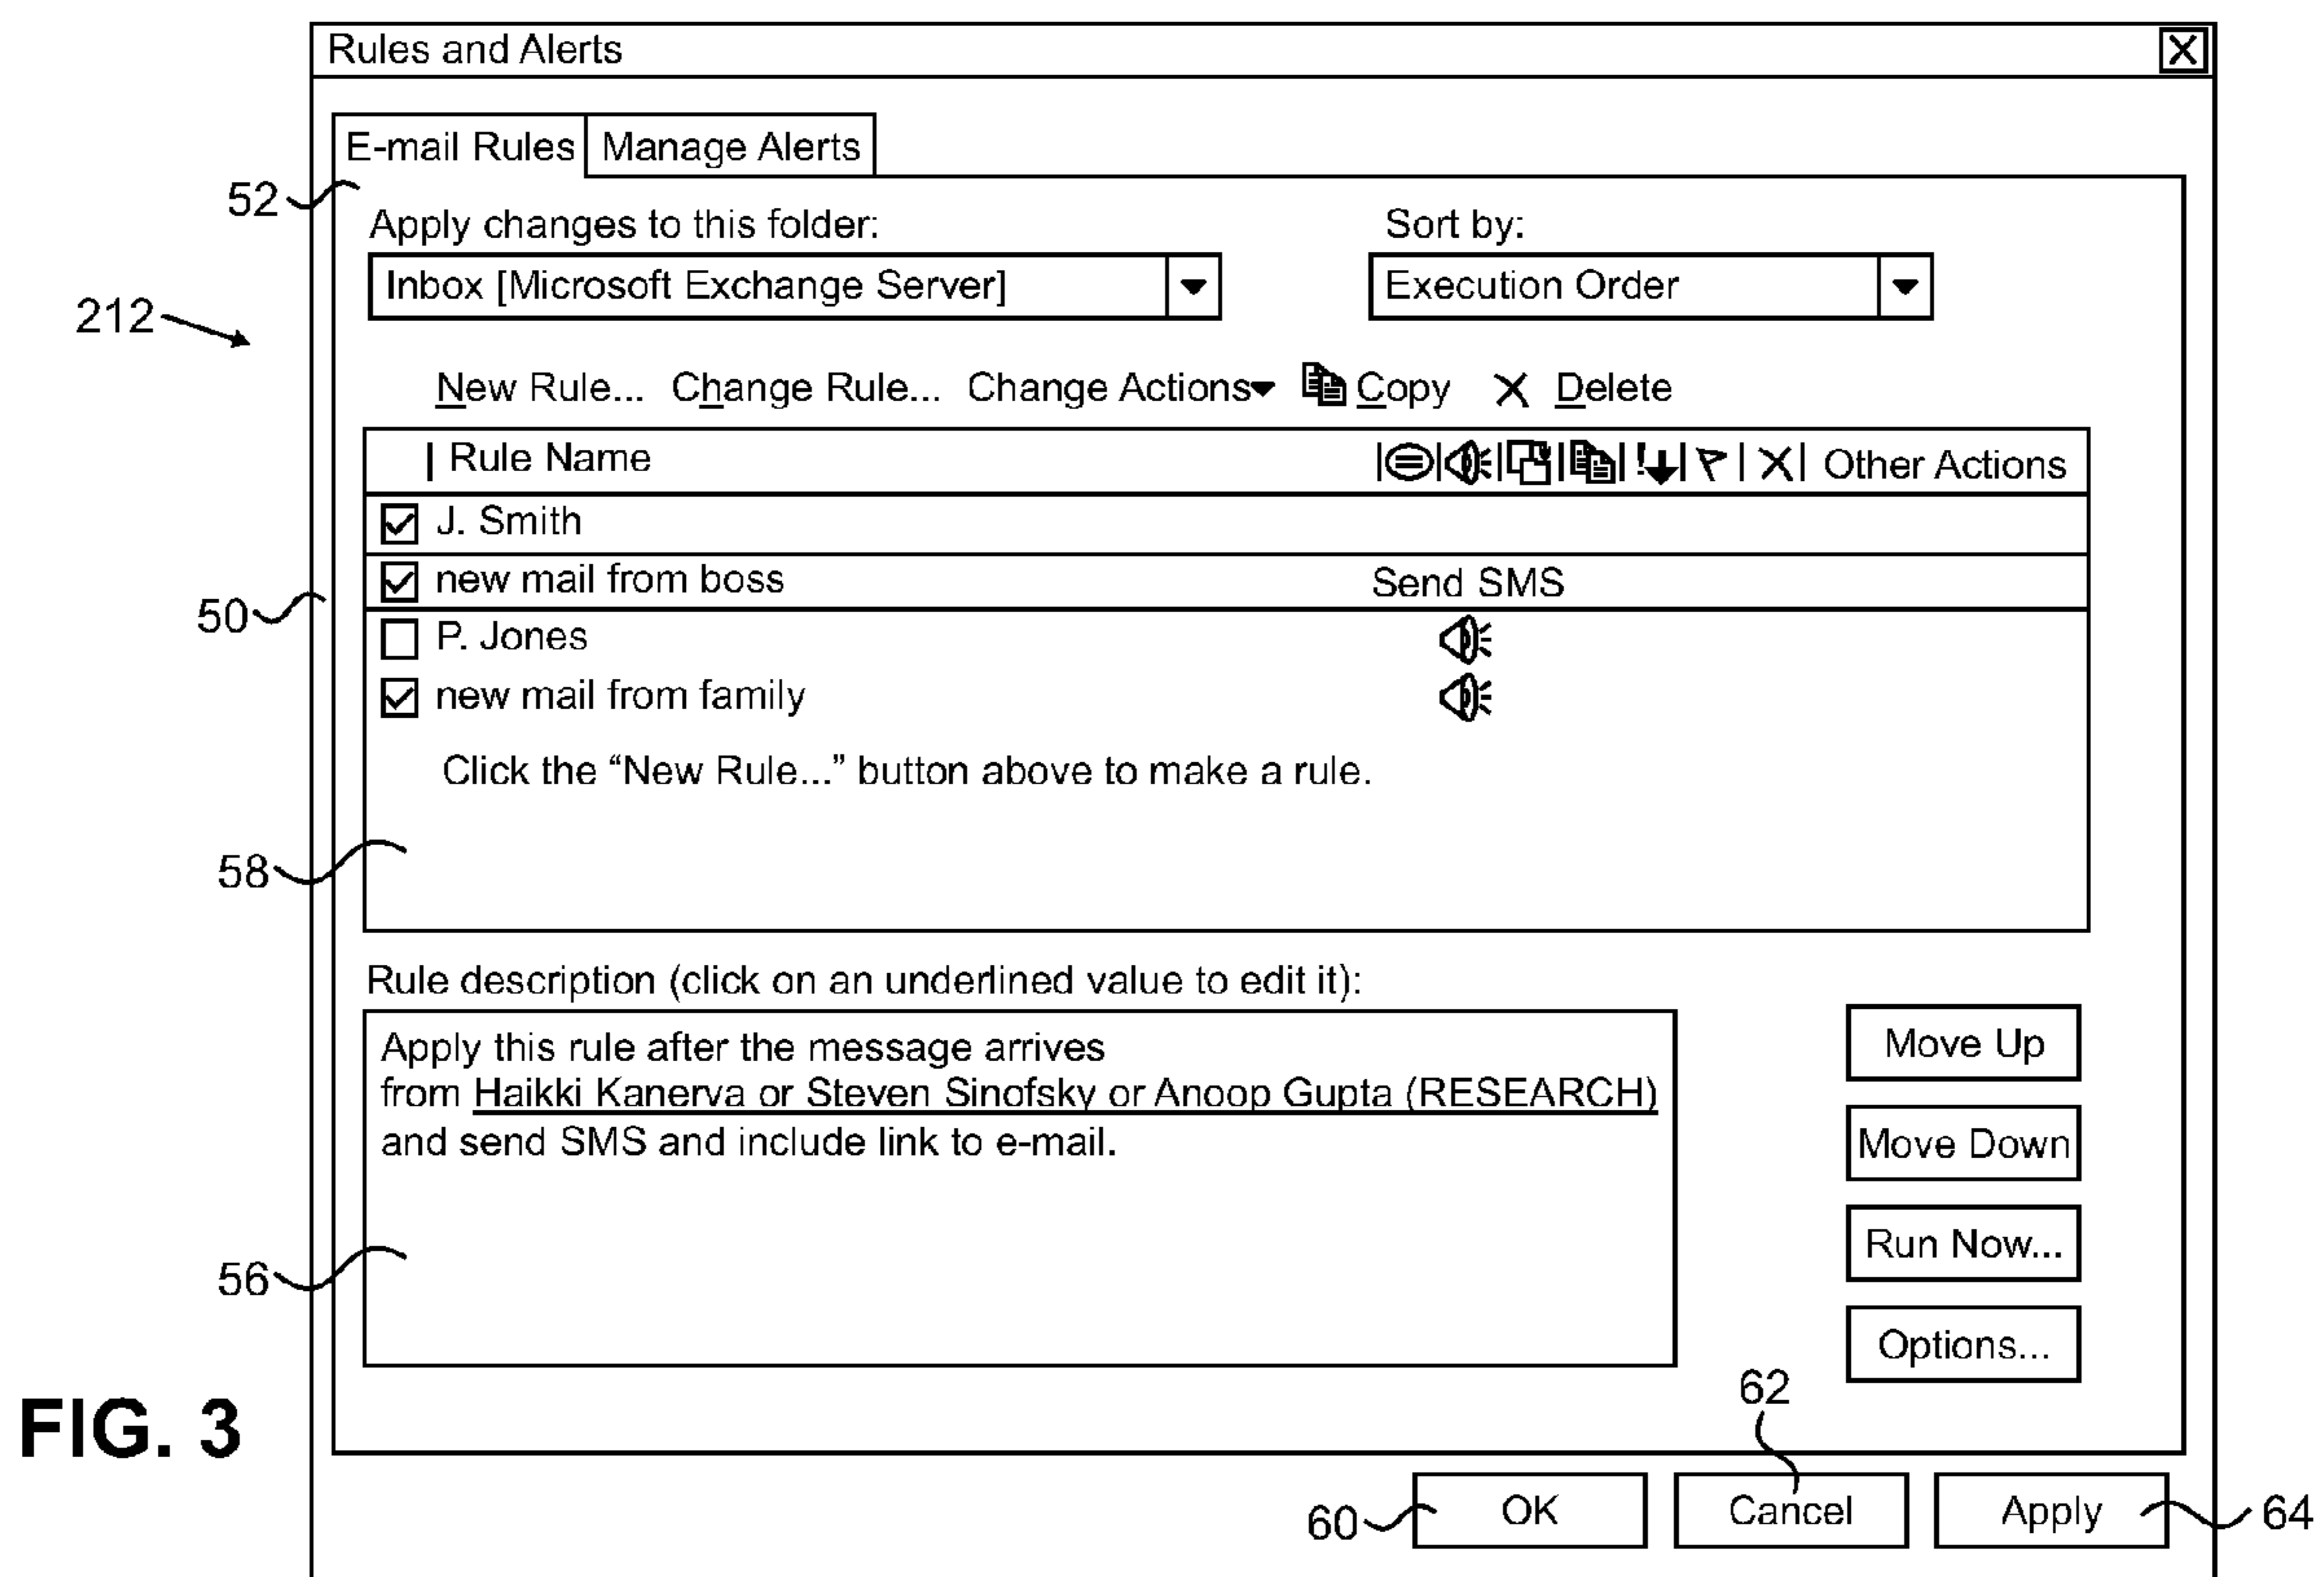 Rules and Alerts
E-mail Rules Manage Alerts
52
Apply changes to this folder: Sort by:
Inbox [Microsoft Exchange Server] Execution Order
212
New Rule... Change Rule... Change Actions Copy Delete
Rule Name Other Actions
J. Smith
new mail from boss Send SMS
50
P. Jones
new mail from family
Click the “New Rule...” button above to make a rule.
58
Rule description (click on an underlined value to edit it):
Apply this rule after the message arrives
from Haikki Kanerva or Steven Sinofsky or Anoop Gupta (RESEARCH)
and send SMS and include link to e-mail.
Move Up
Move Down
Run Now...
56
Options...
62
FIG. 3
60 OK Cancel Apply 64